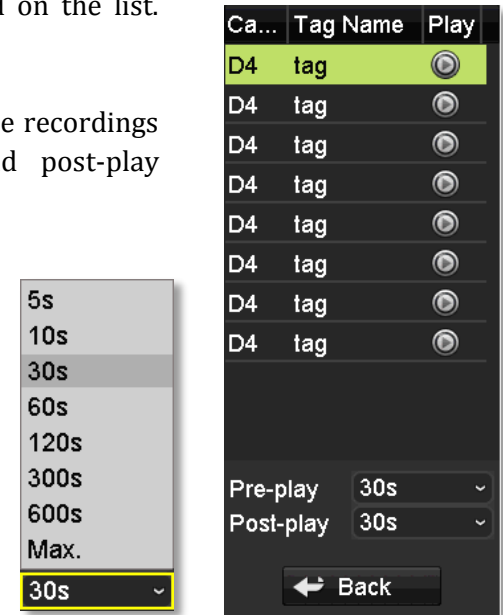 on the list.
recordings
post-play
5s
10s
30s
60s
120s
300s
600s
Max.
30s
Ca... Tag Name Play
D4 tag
D4 tag
D4 tag
D4 tag
D4 tag
D4 tag
D4 tag
D4 tag
Pre-play 30s
Post-play 30s
Back